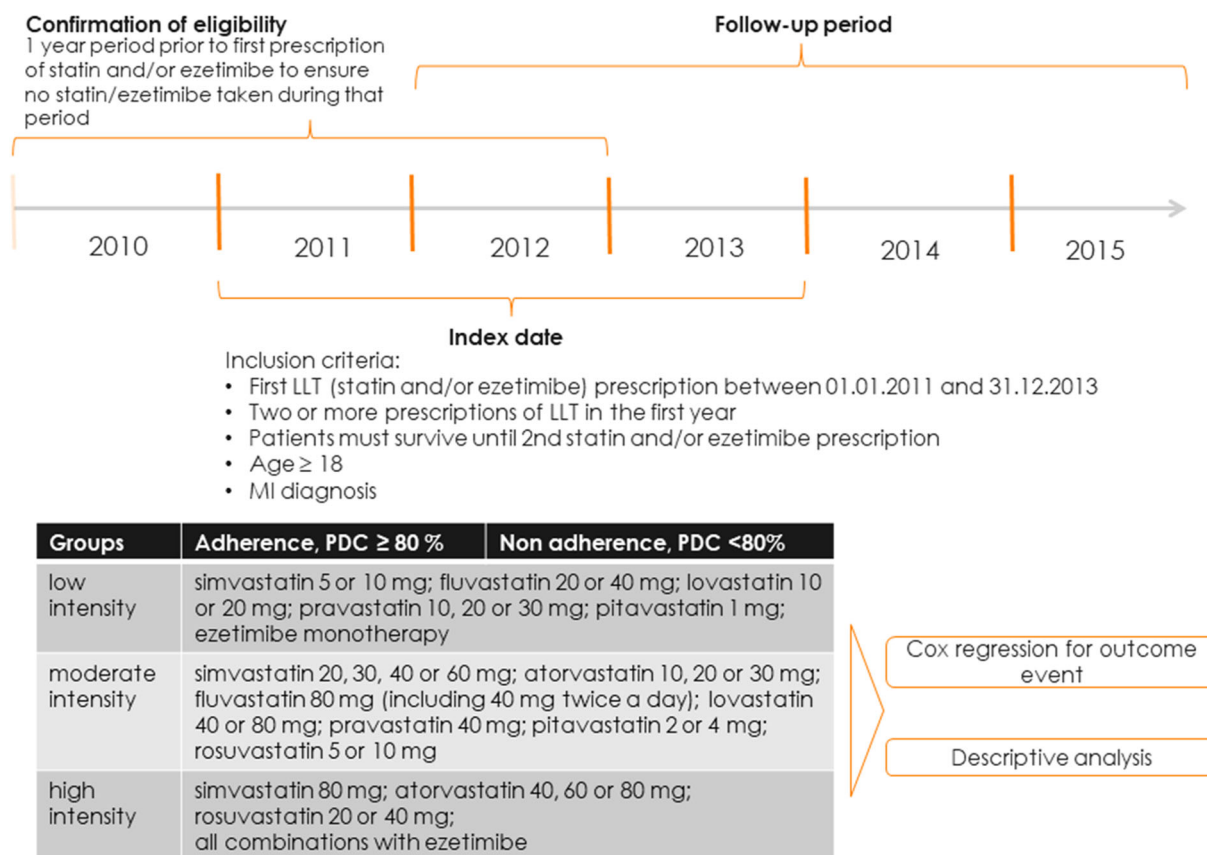 Confirmation of eligibility
1 year period prior to first prescription
of statin and/or ezetimibe to ensure
no statin/ezetimibe taken during that
period
Follow-up period
2010
2011
2012
2013
2014
2015
Index date
Inclusion criteria:
• First LLT (statin and/or ezetimibe) prescription between 01.01.2011 and 31.12.2013
• Two or more prescriptions of LLT in the first year
• Patients must survive until 2nd statin and/or ezetimibe prescription
• Age ≥ 18
• MI diagnosis
Groups
Adherence, PDC ≥ 80 %
Non adherence, PDC <80%
low
intensity
simvastatin 5 or 10 mg; fluvastatin 20 or 40 mg; lovastatin 10
or 20 mg; pravastatin 10, 20 or 30 mg; pitavastatin 1 mg;
ezetimibe monotherapy
moderate
intensity
simvastatin 20, 30, 40 or 60 mg; atorvastatin 10, 20 or 30 mg;
fluvastatin 80 mg (including 40 mg twice a day); lovastatin
40 or 80 mg; pravastatin 40 mg; pitavastatin 2 or 4 mg;
rosuvastatin 5 or 10 mg
high
intensity
simvastatin 80 mg; atorvastatin 40, 60 or 80 mg;
rosuvastatin 20 or 40 mg;
all combinations with ezetimibe
Cox regression for outcome
event
Descriptive analysis